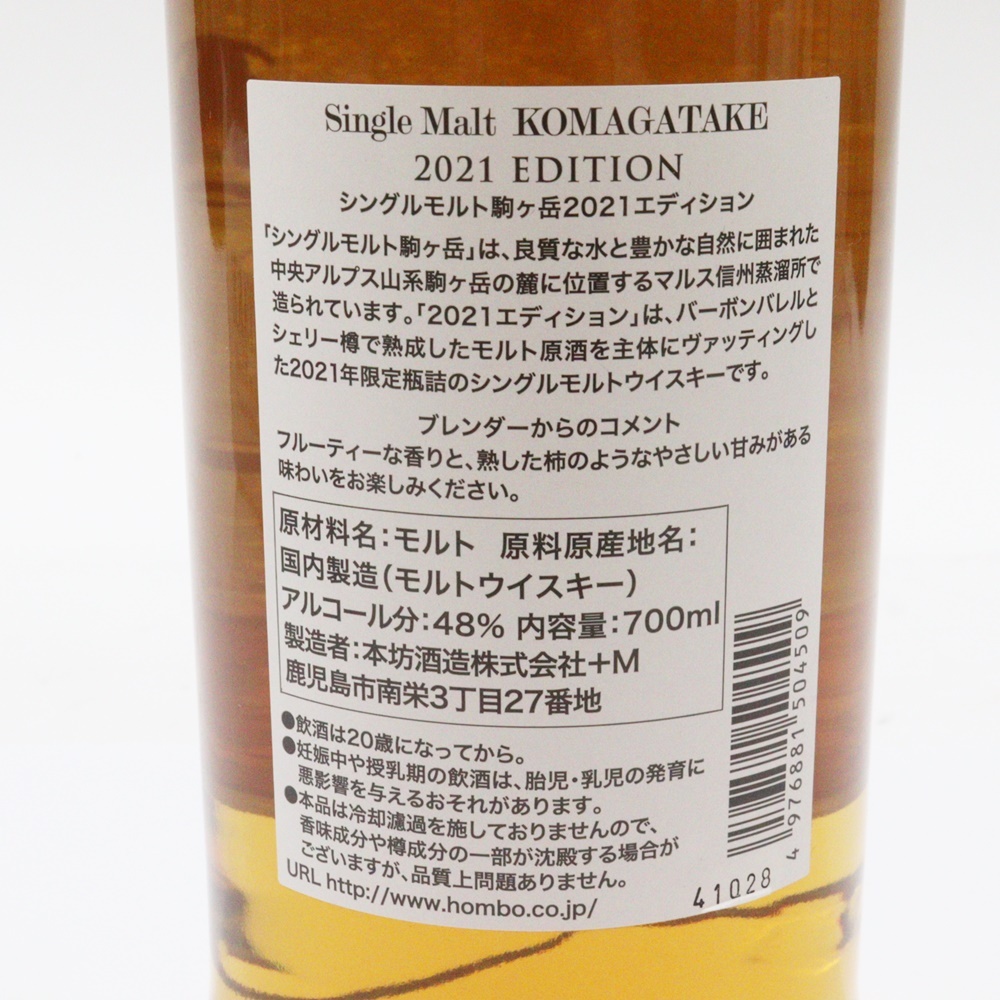 Single Malt KOMAGATAKE
2021 EDITION
シングルモルト駒ヶ岳2021エディション
「シングルモルト駒ヶ岳」は、良質な水と豊かな自然に囲まれた
中央アルプス山系駒ヶ岳の麓に位置するマルス信州蒸溜所で
造られています。「2021エディション」は、バーボンバレルと
シェリー樽で熟成したモルト原酒を主体にヴァッティングし
た2021年限定瓶詰のシングルモルトウイスキーです。
ブレンダーからのコメント
フルーティーな香りと、熟した柿のようなやさしい甘みがある
味わいをお楽しみください。
原材料名：モルト 原料原産地名：
国内製造（モルトウイスキー）
アルコール分：48% 内容量：700ml
製造者：本坊酒造株式会社＋M
鹿児島市南栄3丁目27番地
●飲酒は20歳になってから。
●妊娠中や授乳期の飲酒は、胎児・乳児の発育に
悪影響を与えるおそれがあります。
●本品は冷却濾過を施しておりませんので、
香味成分や樽成分の一部が沈殿する場合が
ございますが、品質上問題ありません。
URL http://www.hombo.co.jp/
4 976881 504509
41028